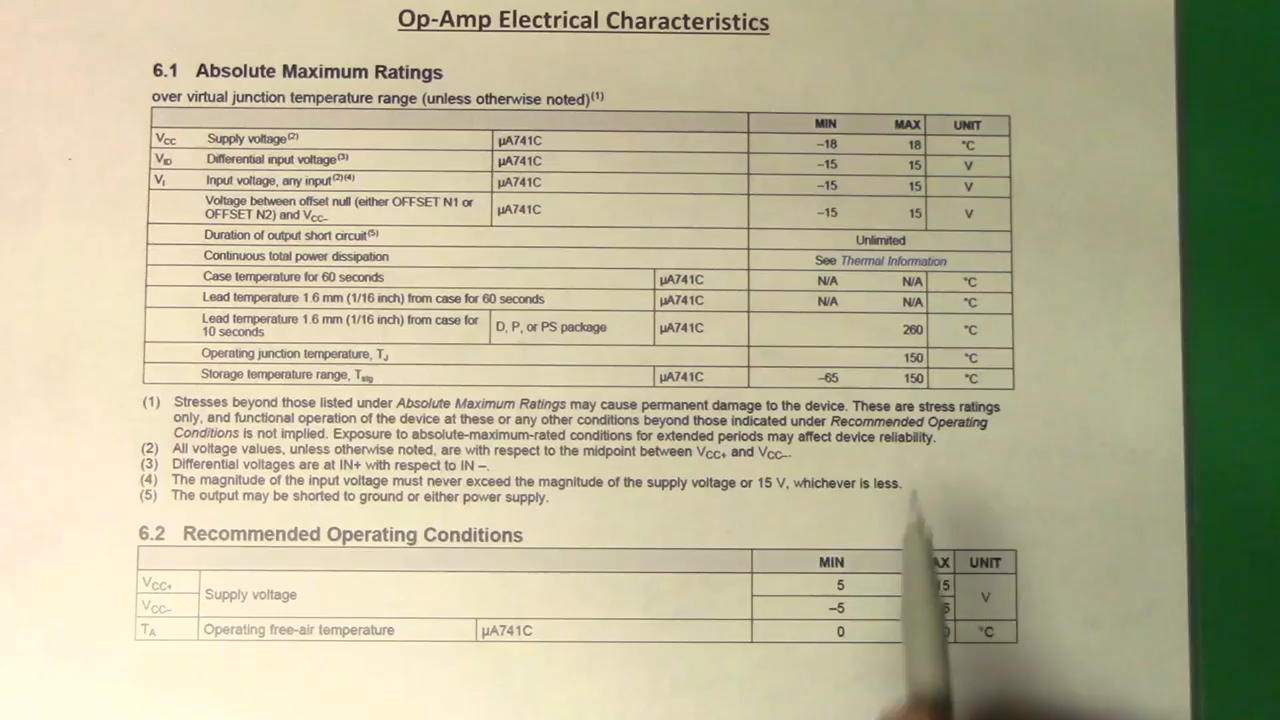 Op-Amp Electrical Characteristics
6.1 Absolute Maximum Ratings
over virtual junction temperature range (unless otherwise noted)(1)
MIN MAX UNIT
VCC Supply voltage(2) µA741C –18 18 °C
VID Differential input voltage(3) µA741C –15 15 V
VI Input voltage, any input(2)(4) µA741C –15 15 V
Voltage between offset null (either OFFSET N1 or
OFFSET N2) and VCC– µA741C –15 15 V
Duration of output short circuit(5) Unlimited
Continuous total power dissipation See Thermal Information
Case temperature for 60 seconds µA741C N/A N/A °C
Lead temperature 1.6 mm (1/16 inch) from case for 60 seconds µA741C N/A N/A °C
Lead temperature 1.6 mm (1/16 inch) from case for
10 seconds D, P, or PS package µA741C 260 °C
Operating junction temperature, TJ 150 °C
Storage temperature range, Tstg µA741C –65 150 °C
(1) Stresses beyond those listed under Absolute Maximum Ratings may cause permanent damage to the device. These are stress ratings
only, and functional operation of the device at these or any other conditions beyond those indicated under Recommended Operating
Conditions is not implied. Exposure to absolute-maximum-rated conditions for extended periods may affect device reliability.
(2) All voltage values, unless otherwise noted, are with respect to the midpoint between VCC+ and VCC–.
(3) Differential voltages are at IN+ with respect to IN –.
(4) The magnitude of the input voltage must never exceed the magnitude of the supply voltage or 15 V, whichever is less.
(5) The output may be shorted to ground or either power supply.
6.2 Recommended Operating Conditions
MIN UNIT
VCC+ Supply voltage 5 15 V
VCC– –5
TA Operating free-air temperature µA741C 0 °C